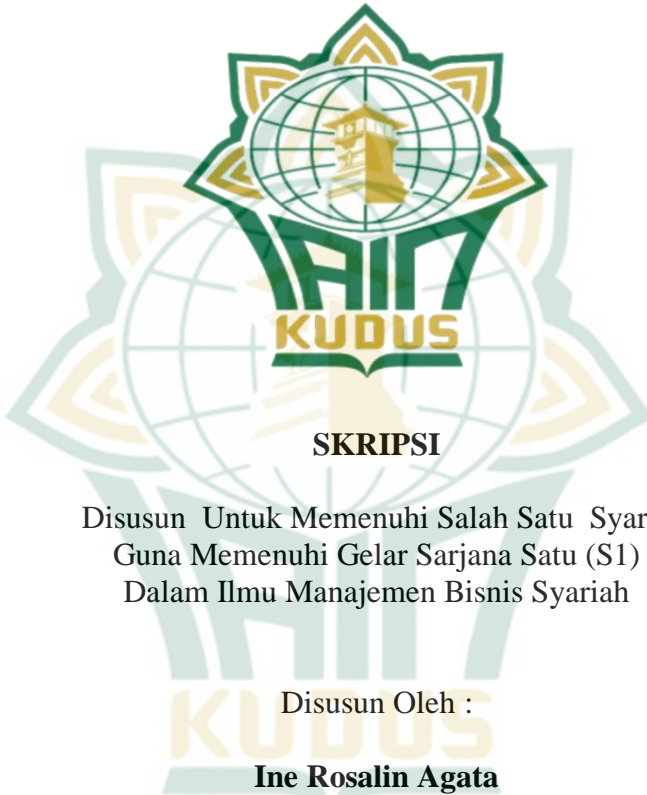 IAIN
KUDUS
SKRIPSI
Disusun Untuk Memenuhi Salah Satu Syar
Guna Memenuhi Gelar Sarjana Satu (S1)
Dalam Ilmu Manajemen Bisnis Syariah
Disusun Oleh :
Ine Rosalin Agata